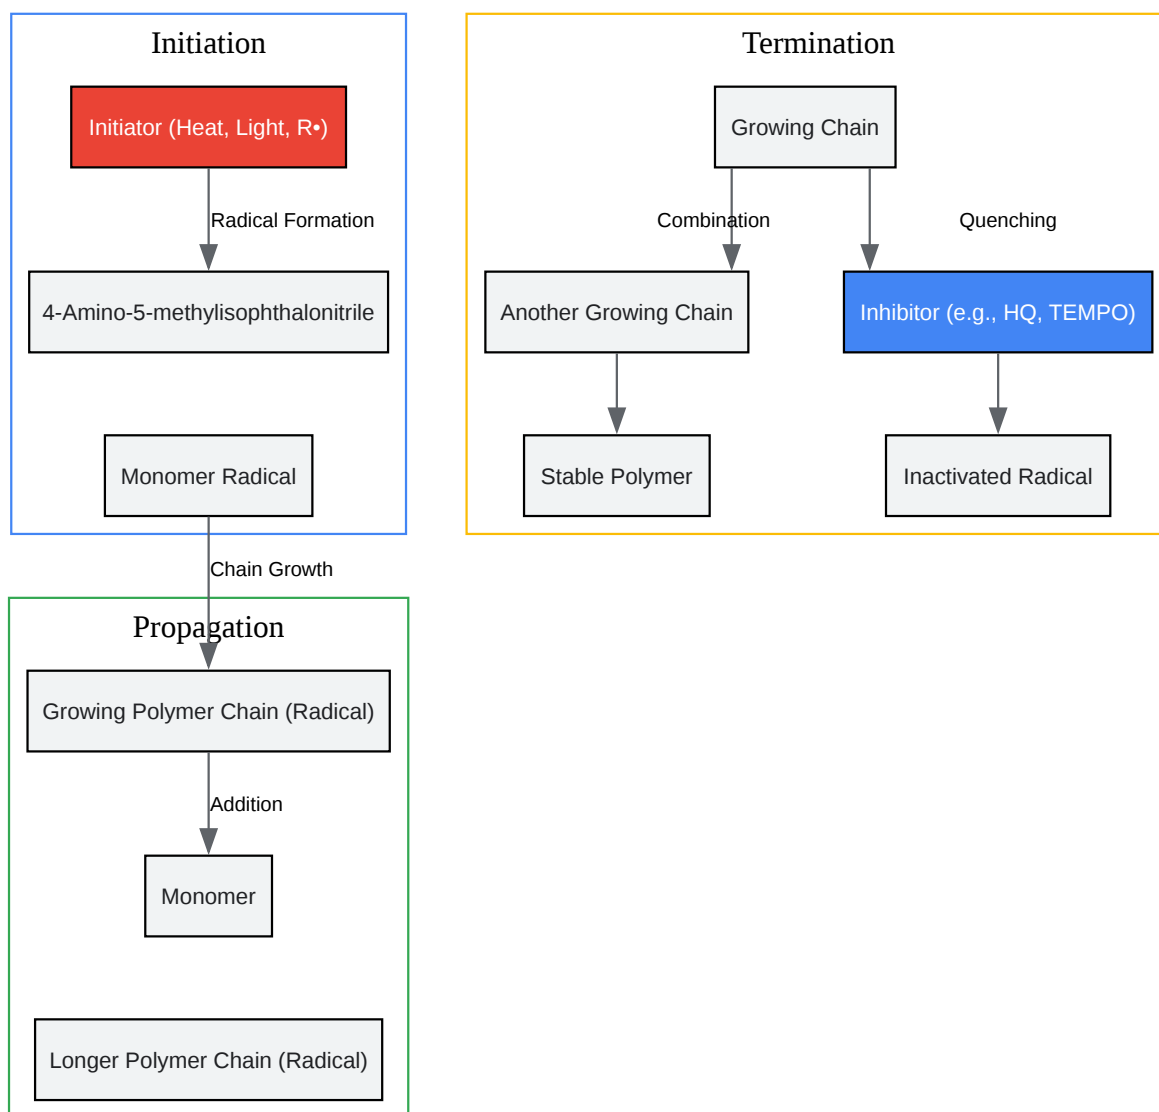 Initiation
Initiator (Heat, Light, R•)
Radical Formation
4-Amino-5-methylisophthalonitrile
Monomer Radical
Chain Growth
Propagation
Growing Polymer Chain (Radical)
Addition
Monomer
Longer Polymer Chain (Radical)
Termination
Growing Chain
Combination
Quenching
Another Growing Chain
Inhibitor (e.g., HQ, TEMPO)
Stable Polymer
Inactivated Radical